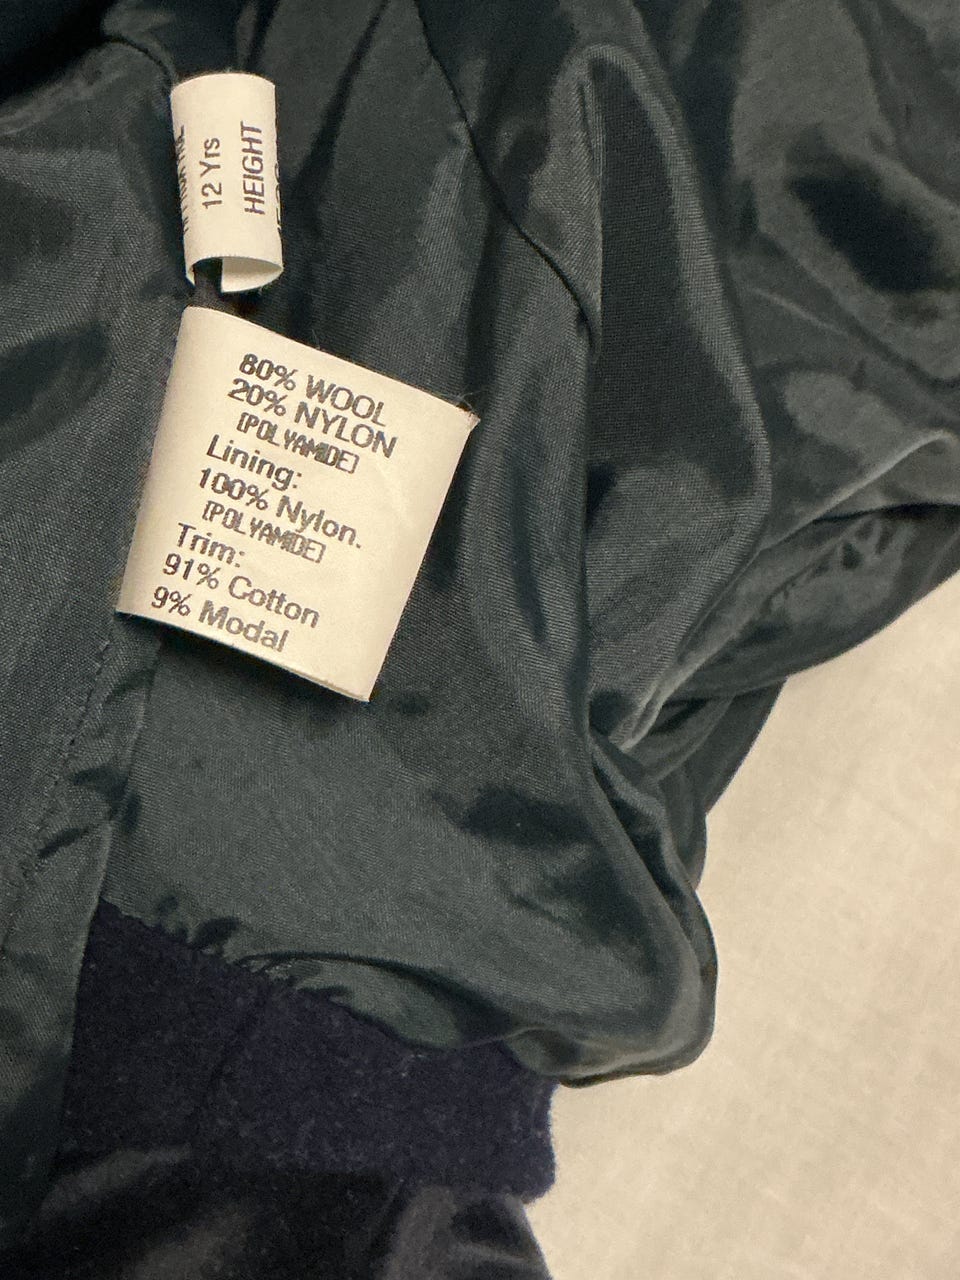 12 Yrs
HEIGHT
80% WOOL
20% NYLON
[POLYAMIDE]
Lining:
100% Nylon.
[POLYAMIDE]
Trim:
91% Cotton
9% Modal